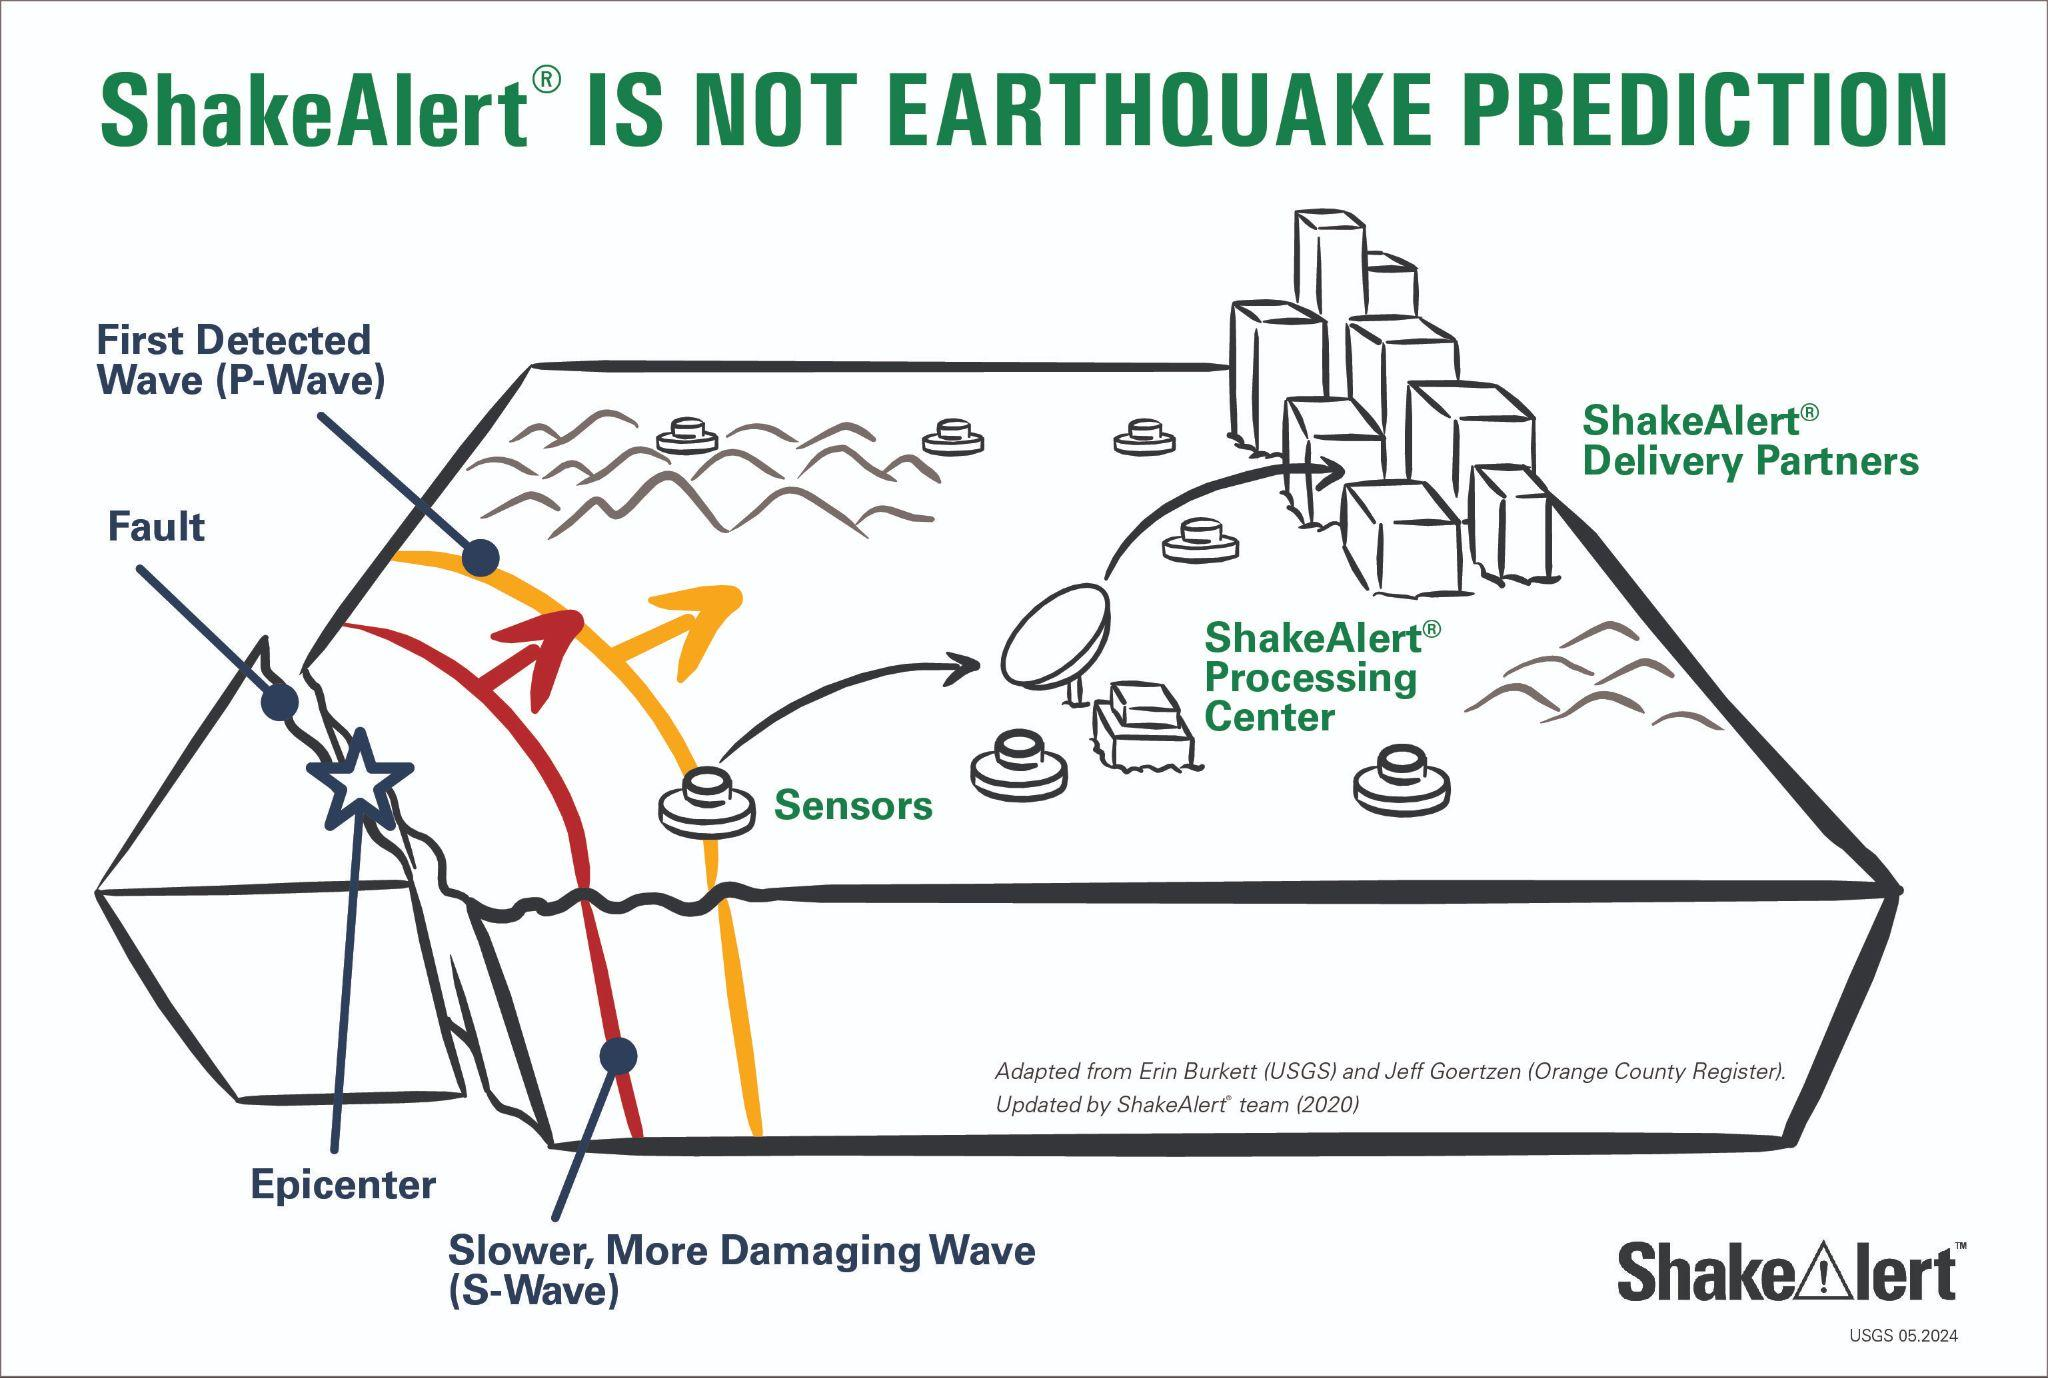 ShakeAlert® IS NOT EARTHQUAKE PREDICTION
First Detected
Wave (P-Wave)
Fault
ShakeAlert®
Delivery Partners
ShakeAlert®
Processing
Center
Sensors
Adapted from Erin Burkett (USGS) and Jeff Goertzen (Orange County Register).
Updated by ShakeAlert® team (2020)
Epicenter
Slower, More Damaging Wave
(S-Wave)
ShakeAlert™
USGS 05.2024